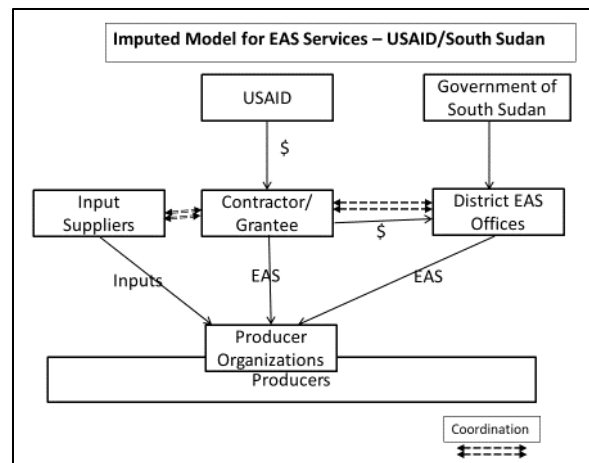 Imputed Model for EAS Services – USAID/South Sudan
USAID
Government of
South Sudan
$
Input
Suppliers
Contractor/
Grantee
District EAS
Offices
$
Inputs
EAS
EAS
Producer
Organizations
Producers
Coordination